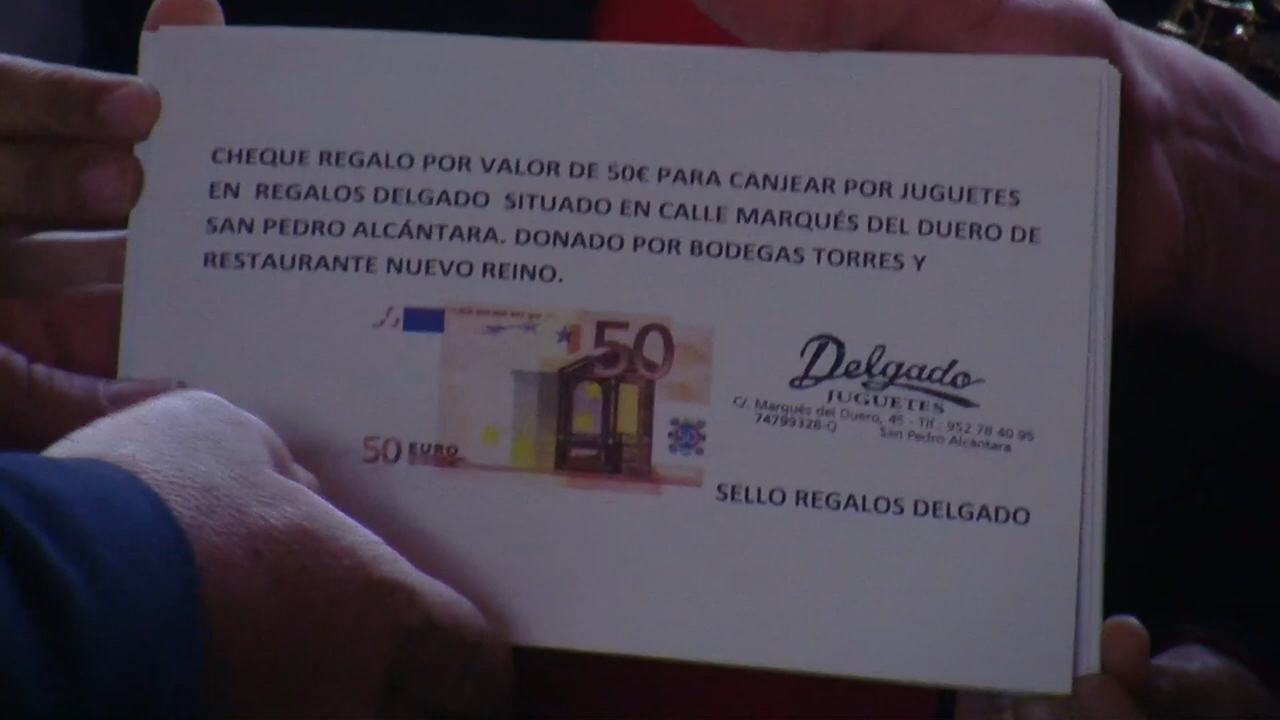 CHEQUE REGALO POR VALOR DE 50€ PARA CANJEAR POR JUGUETES
EN REGALOS DELGADO SITUADO EN CALLE MARQUÉS DEL DUERO DE
SAN PEDRO ALCÁNTARA. DONADO POR BODEGAS TORRES Y
RESTAURANTE NUEVO REINO.
50
50 EURO
Delgado
JUGUETES
C/. Marqués del Duero, 45 - Tlf.: 952 78 40 95
74799328-Q San Pedro Alcántara
SELLO REGALOS DELGADO